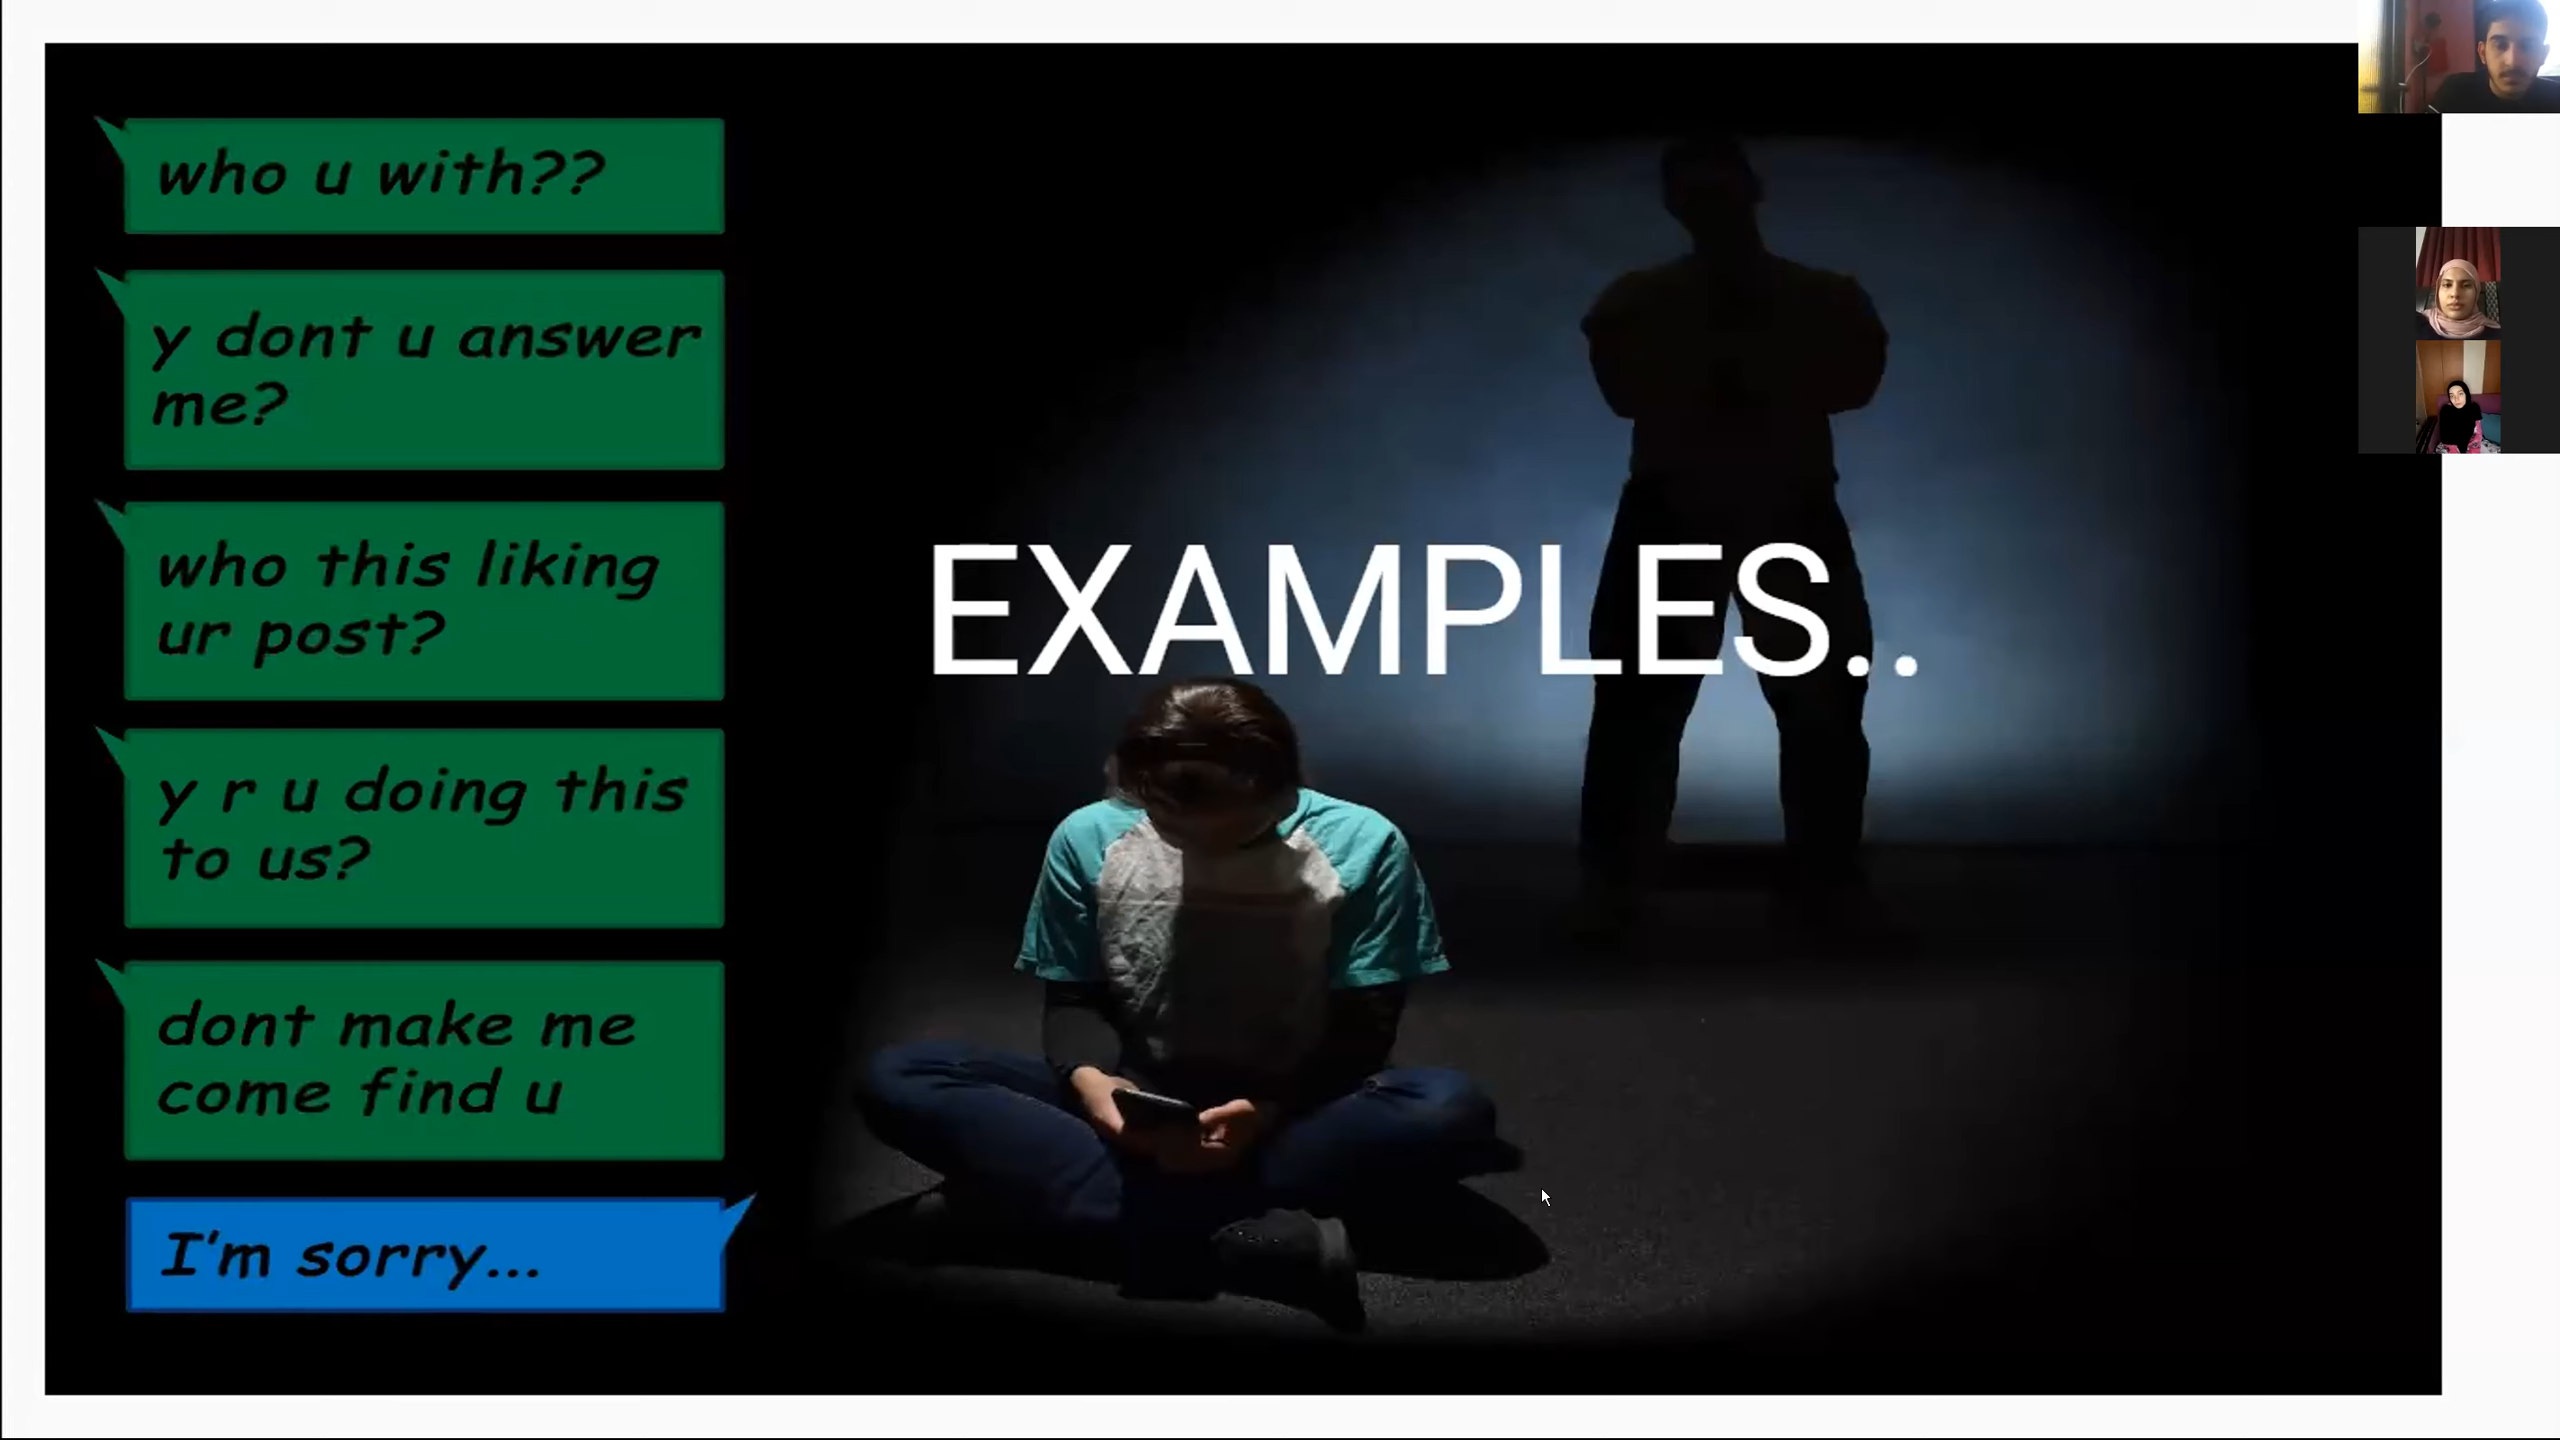 who u with??
y dont u answer
me?
who this liking
ur post?
y r u doing this
to us?
dont make me
come find u
I'm sorry...
EXAMPLES..